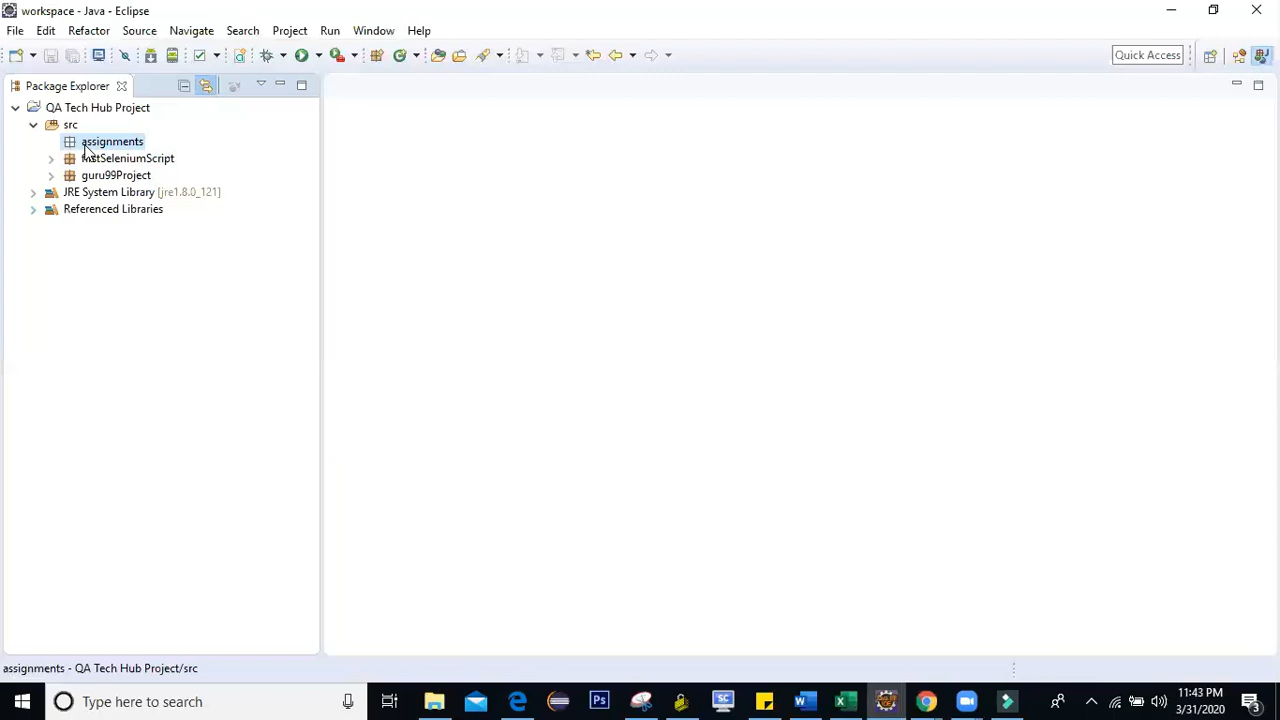 workspace - Java - Eclipse
File Edit Refactor Source Navigate Search Project Run Window Help
Quick Access
Package Explorer
QA Tech Hub Project
src
assignments
guru99Project
JRE System Library [jre1.8.0_121]
Referenced Libraries
assignments - QA Tech Hub Project/src
Type here to search
11:43 PM
3/31/2020
3